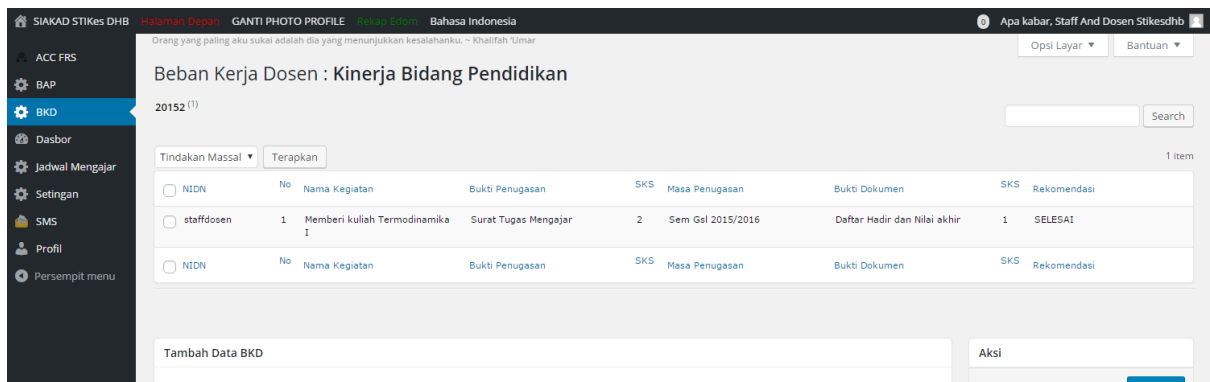 SIAKAD STIKes DHB Halaman Depan GANTI PHOTO PROFILE Rekap Edom Bahasa Indonesia 0 Apa kabar, Staff And Dosen Stikesdhb
Orang yang paling aku sukai adalah dia yang menunjukkan kesalahanku. ~ Khalifah 'Umar
Opsi Layar ▼ Bantuan ▼
ACC FRS
BAP
BKD
Dasbor
Jadwal Mengajar
Setingan
SMS
Profil
Persempit menu
Beban Kerja Dosen : Kinerja Bidang Pendidikan
20152 (1)
Search
Tindakan Massal ▼ Terapkan 1 item
NIDN No Nama Kegiatan Bukti Penugasan SKS Masa Penugasan Bukti Dokumen SKS Rekomendasi
staffdosen 1 Memberi kuliah Termodinamika Surat Tugas Mengajar 2 Sem Gsl 2015/2016 Daftar Hadir dan Nilai akhir 1 SELESAI
I
NIDN No Nama Kegiatan Bukti Penugasan SKS Masa Penugasan Bukti Dokumen SKS Rekomendasi
Tambah Data BKD Aksi